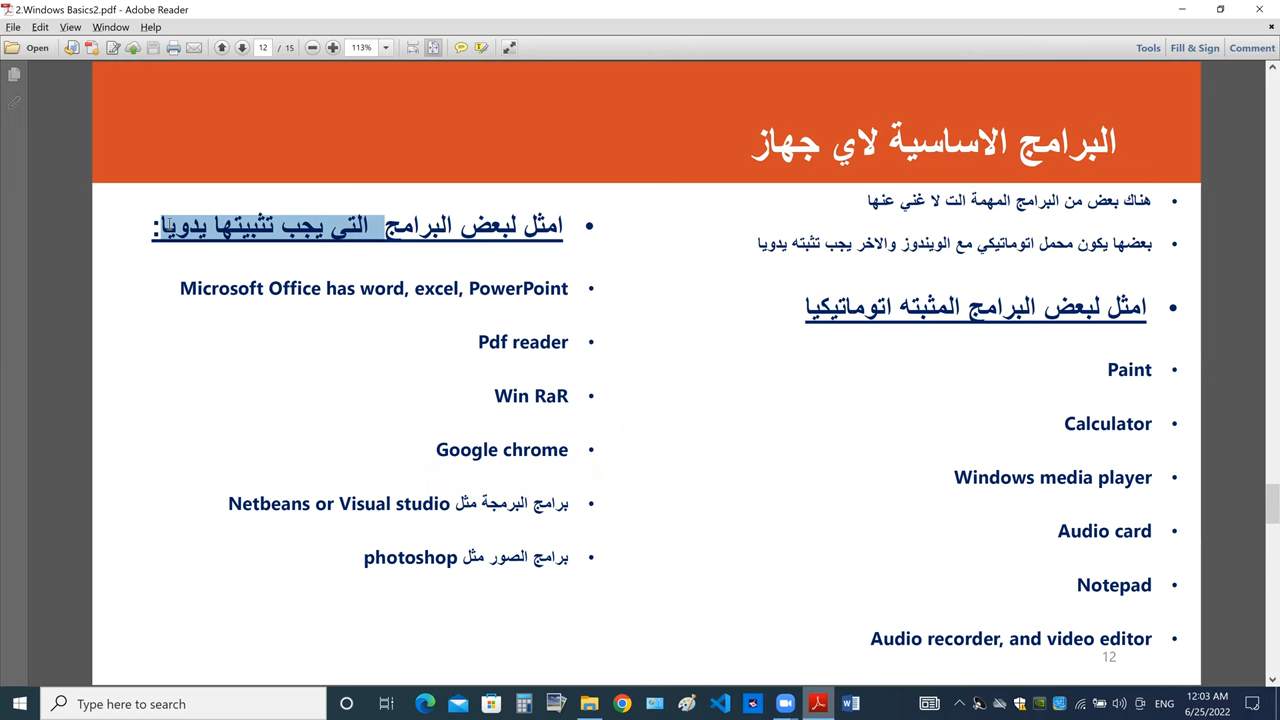 2.Windows Basics2.pdf - Adobe Reader
File Edit View Window Help
Open 12 / 15 113% Tools Fill & Sign Comment
البرامج الاساسية لاي جهاز
• هناك بعض من البرامج المهمة الت لا غني عنها
• بعضها يكون محمل اتوماتيكي مع الويندوز والاخر يجب تثبته يدويا
• امثل لبعض البرامج المثبته اتوماتيكيا
• Paint
• Calculator
• Windows media player
• Audio card
• Notepad
• Audio recorder, and video editor
• امثل لبعض البرامج التي يجب تثبيتها يدويا:
• Microsoft Office has word, excel, PowerPoint
• Pdf reader
• Win RaR
• Google chrome
• برامج البرمجة مثل Netbeans or Visual studio
• برامج الصور مثل photoshop
12
Type here to search
ENG
12:03 AM
6/25/2022